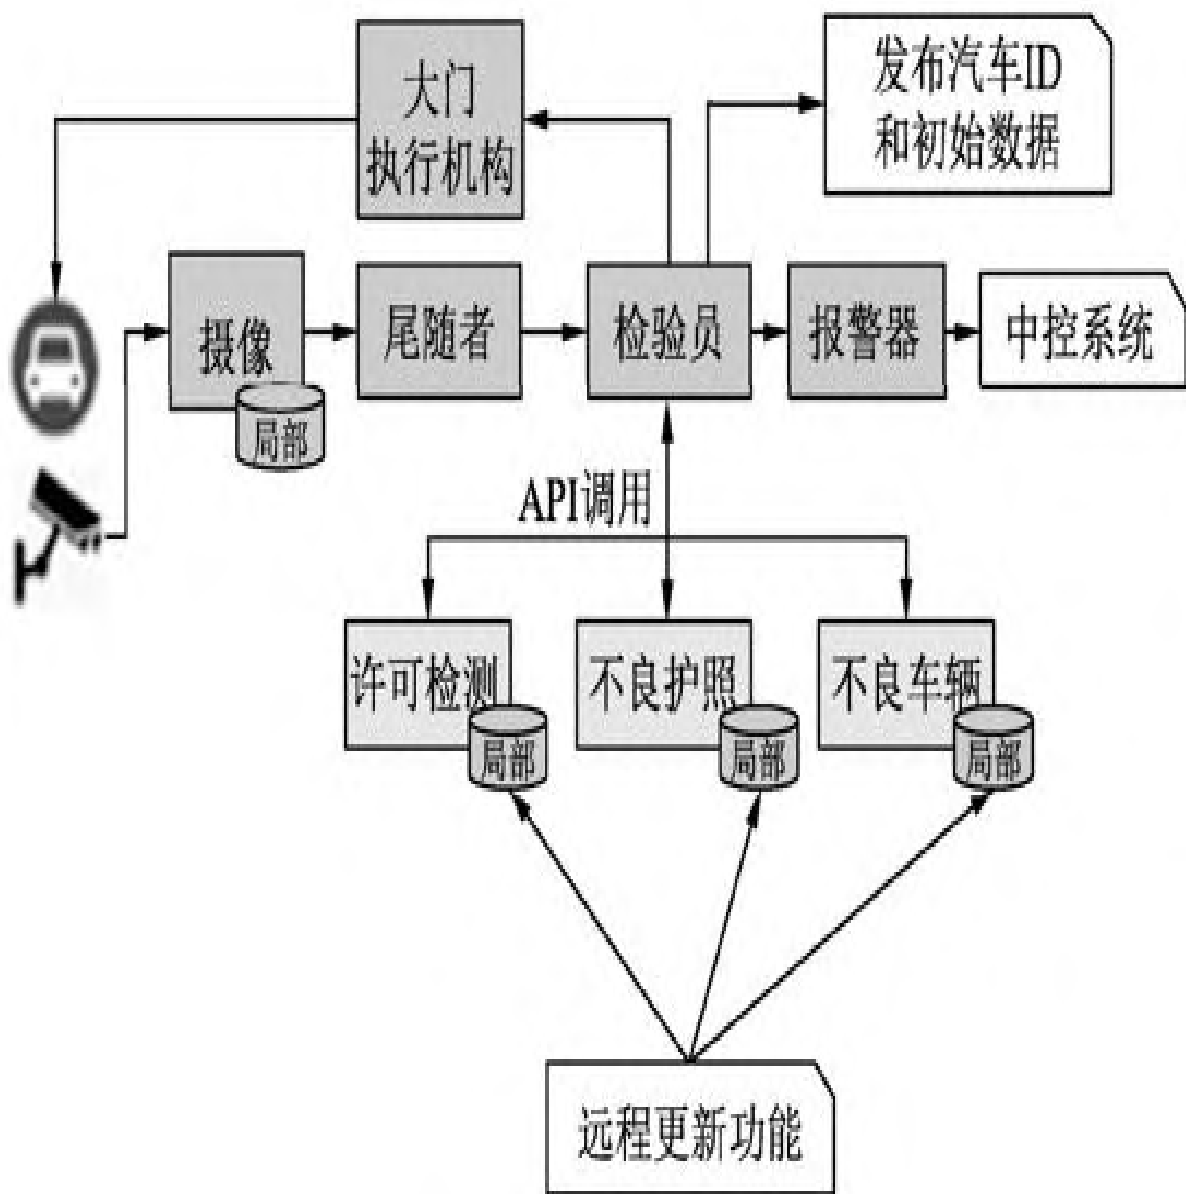 大门
执行机构
发布汽车ID
和初始数据
摄像
局部
尾随者
检验员
报警器
中控系统
API调用
许可检测
局部
不良护照
局部
不良车辆
局部
远程更新功能